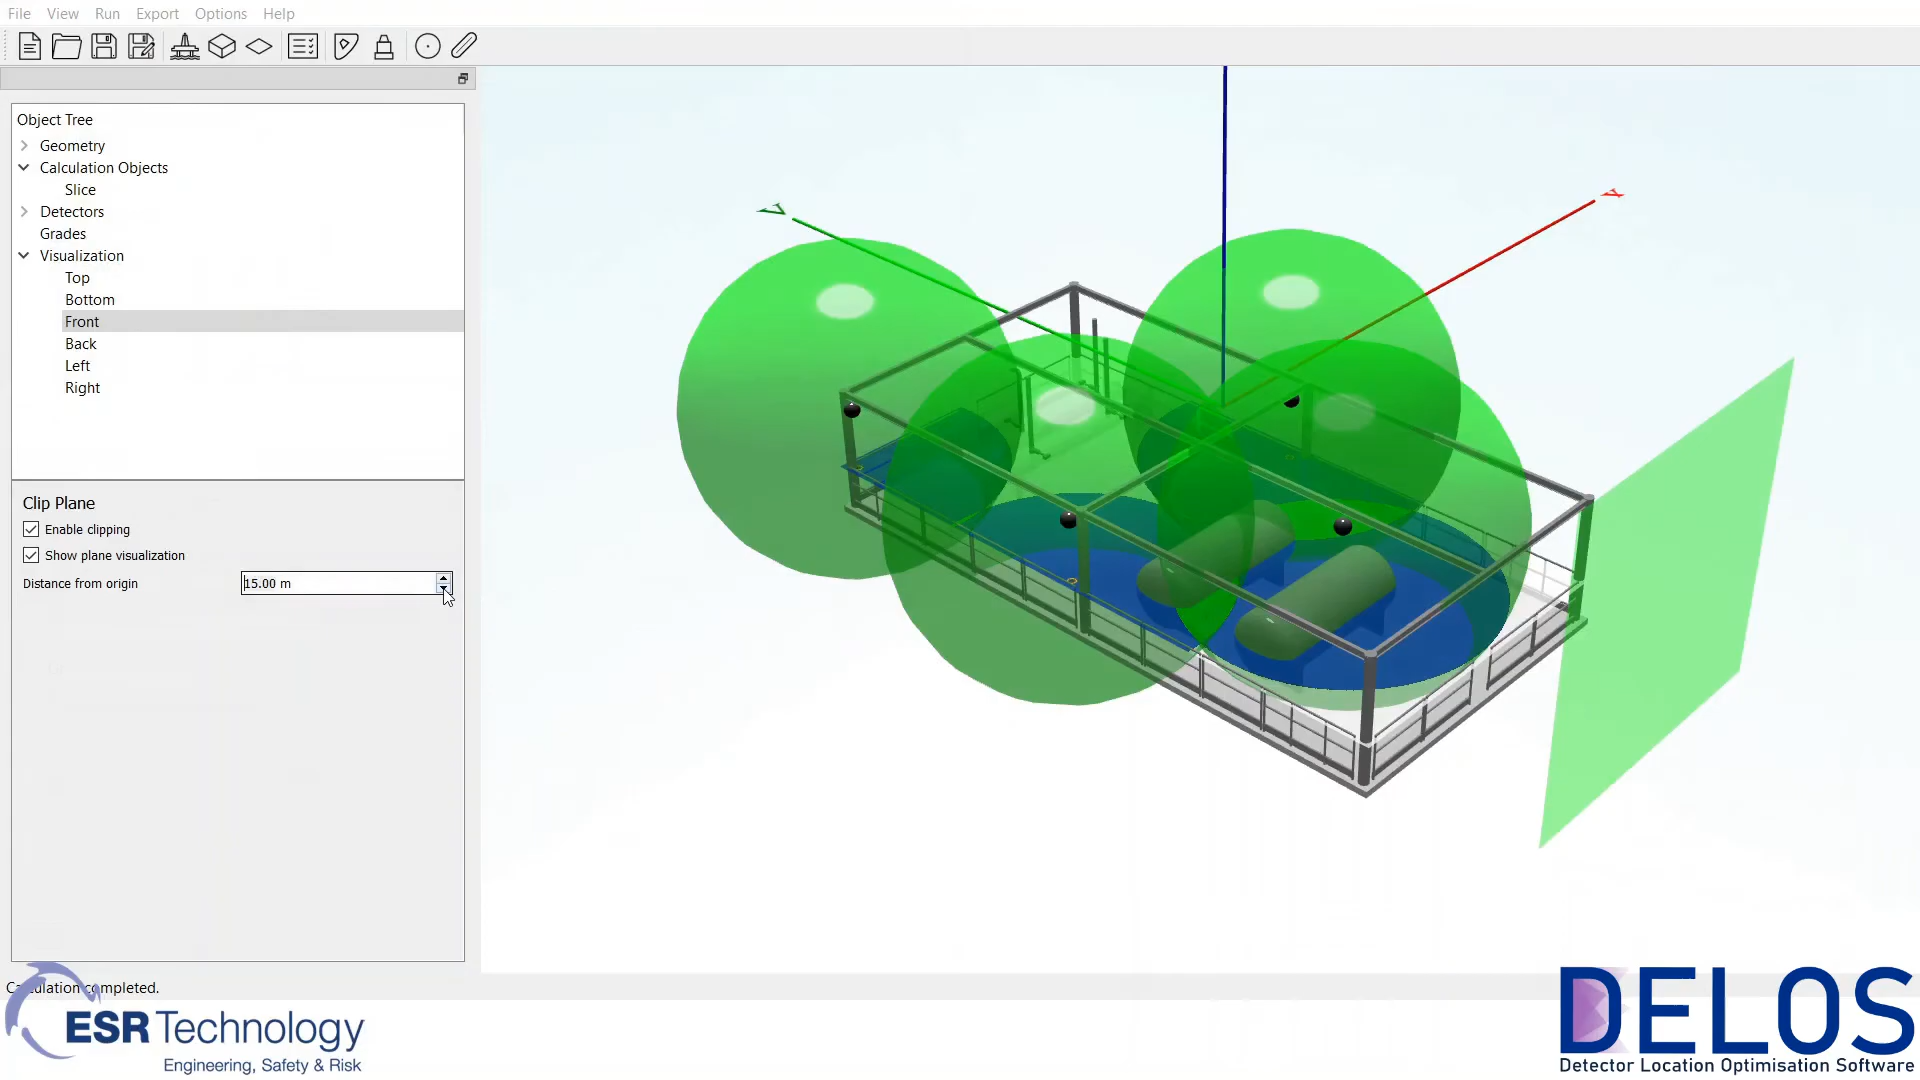 File View Run Export Options Help
Object Tree
Geometry
Calculation Objects
Slice
Detectors
Grades
Visualization
Top
Bottom
Front
Back
Left
Right
Clip Plane
Enable clipping
Show plane visualization
Distance from origin 15.00 m
Y
X
Calculation completed.
ESR Technology
Engineering, Safety & Risk
DELOS
Detector Location Optimisation Software